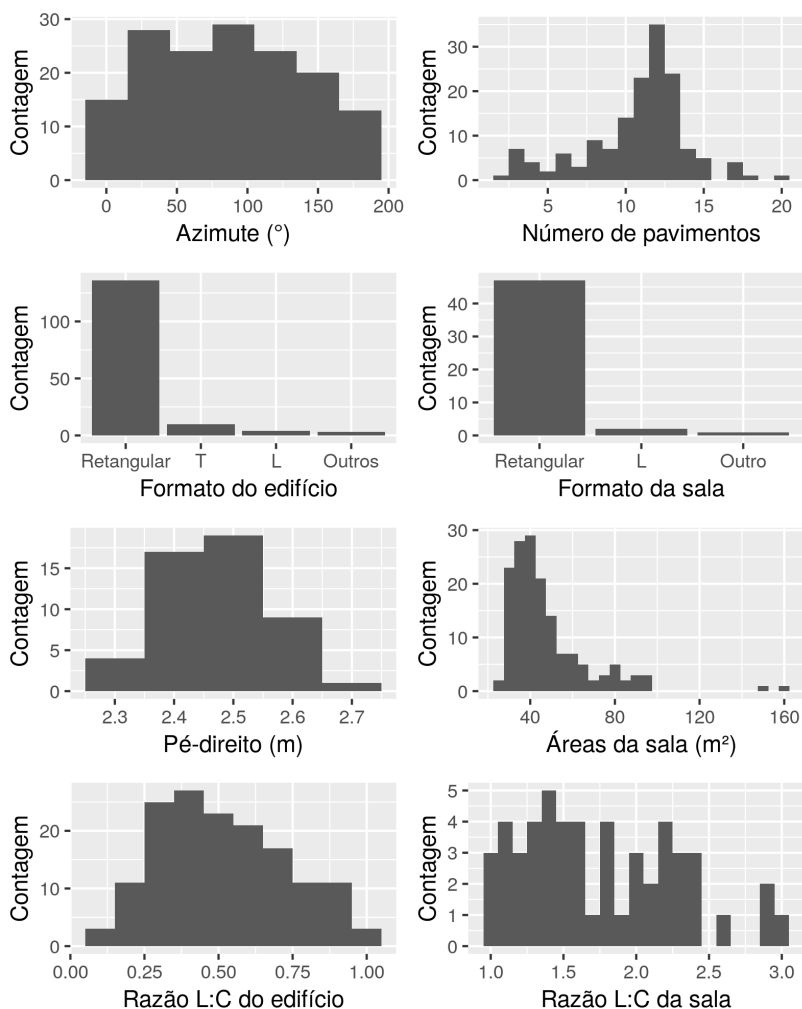 Contagem
30
20
10
0
0
50
100
150
200
Azimute (°)
Contagem
30
20
10
0
5
10
15
20
Número de pavimentos
Contagem
100
50
0
Retangular
T
L
Outros
Formato do edifício
Contagem
40
30
20
10
0
Retangular
L
Outro
Formato da sala
Contagem
15
10
5
0
2.3
2.4
2.5
2.6
2.7
Pé-direito (m)
Contagem
30
20
10
0
40
80
120
160
Áreas da sala (m²)
Contagem
20
10
0
0.00
0.25
0.50
0.75
1.00
Razão L:C do edifício
Contagem
5
4
3
2
1
0
1.0
1.5
2.0
2.5
3.0
Razão L:C da sala